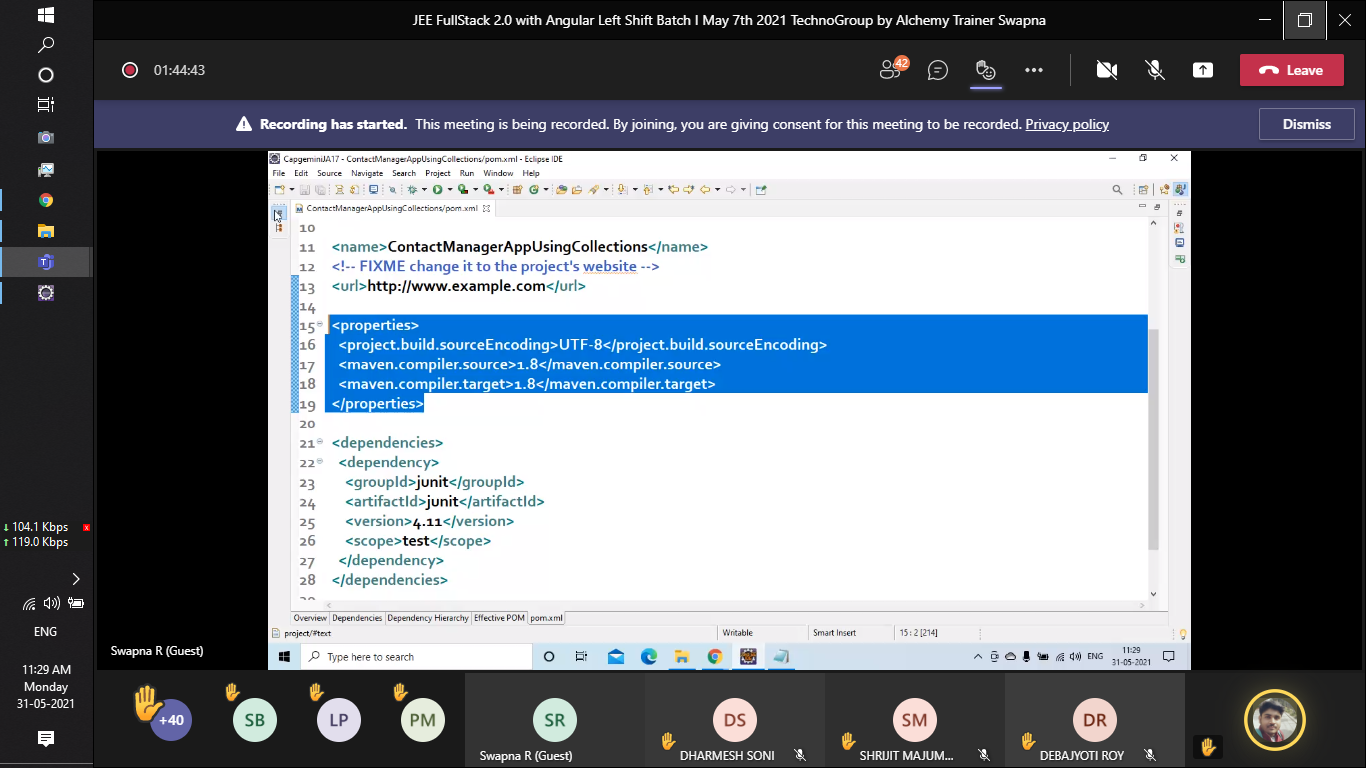 JEE FullStack 2.0 with Angular Left Shift Batch I May 7th 2021 TechnoGroup by Alchemy Trainer Swapna
01:44:43
42
Leave
Recording has started. This meeting is being recorded. By joining, you are giving consent for this meeting to be recorded. Privacy policy
Dismiss
CapgeminiJA17 - ContactManagerAppUsingCollections/pom.xml - Eclipse IDE
File Edit Source Navigate Search Project Run Window Help
ContactManagerAppUsingCollections/pom.xml
10
11 <name>ContactManagerAppUsingCollections</name>
12 <!-- FIXME change it to the project's website -->
13 <url>http://www.example.com</url>
14
15 <properties>
16 <project.build.sourceEncoding>UTF-8</project.build.sourceEncoding>
17 <maven.compiler.source>1.8</maven.compiler.source>
18 <maven.compiler.target>1.8</maven.compiler.target>
19 </properties>
20
21 <dependencies>
22 <dependency>
23 <groupId>junit</groupId>
24 <artifactId>junit</artifactId>
25 <version>4.11</version>
26 <scope>test</scope>
27 </dependency>
28 </dependencies>
Overview Dependencies Dependency Hierarchy Effective POM pom.xml
project/#text
Writable
Smart Insert
15 : 2 [214]
Type here to search
ENG
11:29
31-05-2021
Swapna R (Guest)
↓ 104.1 Kbps
↑ 119.0 Kbps
ENG
11:29 AM
Monday
31-05-2021
+40
SB
LP
PM
SR
Swapna R (Guest)
DS
DHARMESH SONI
SM
SHRIJIT MAJUM...
DR
DEBAJYOTI ROY